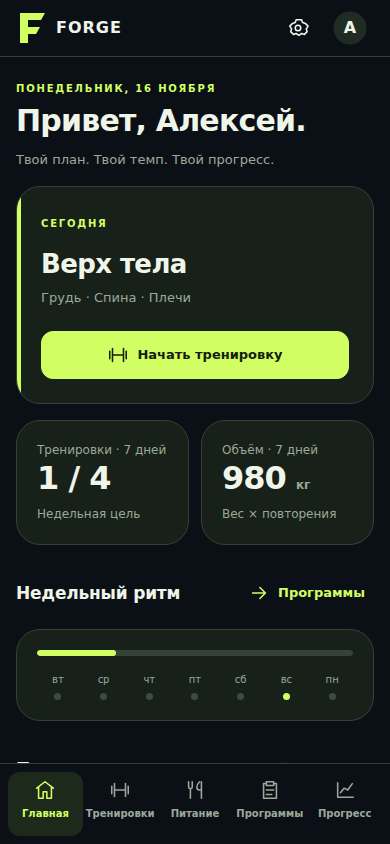 FORGE
A
ПОНЕДЕЛЬНИК, 16 НОЯБРЯ
Привет, Алексей.
Твой план. Твой темп. Твой прогресс.
СЕГОДНЯ
Верх тела
Грудь · Спина · Плечи
Начать тренировку
Тренировки · 7 дней
1 / 4
Недельная цель
Объём · 7 дней
980 кг
Вес × повторения
Недельный ритм
Программы
вт ср чт пт сб вс пн
Главная Тренировки Питание Программы Прогресс